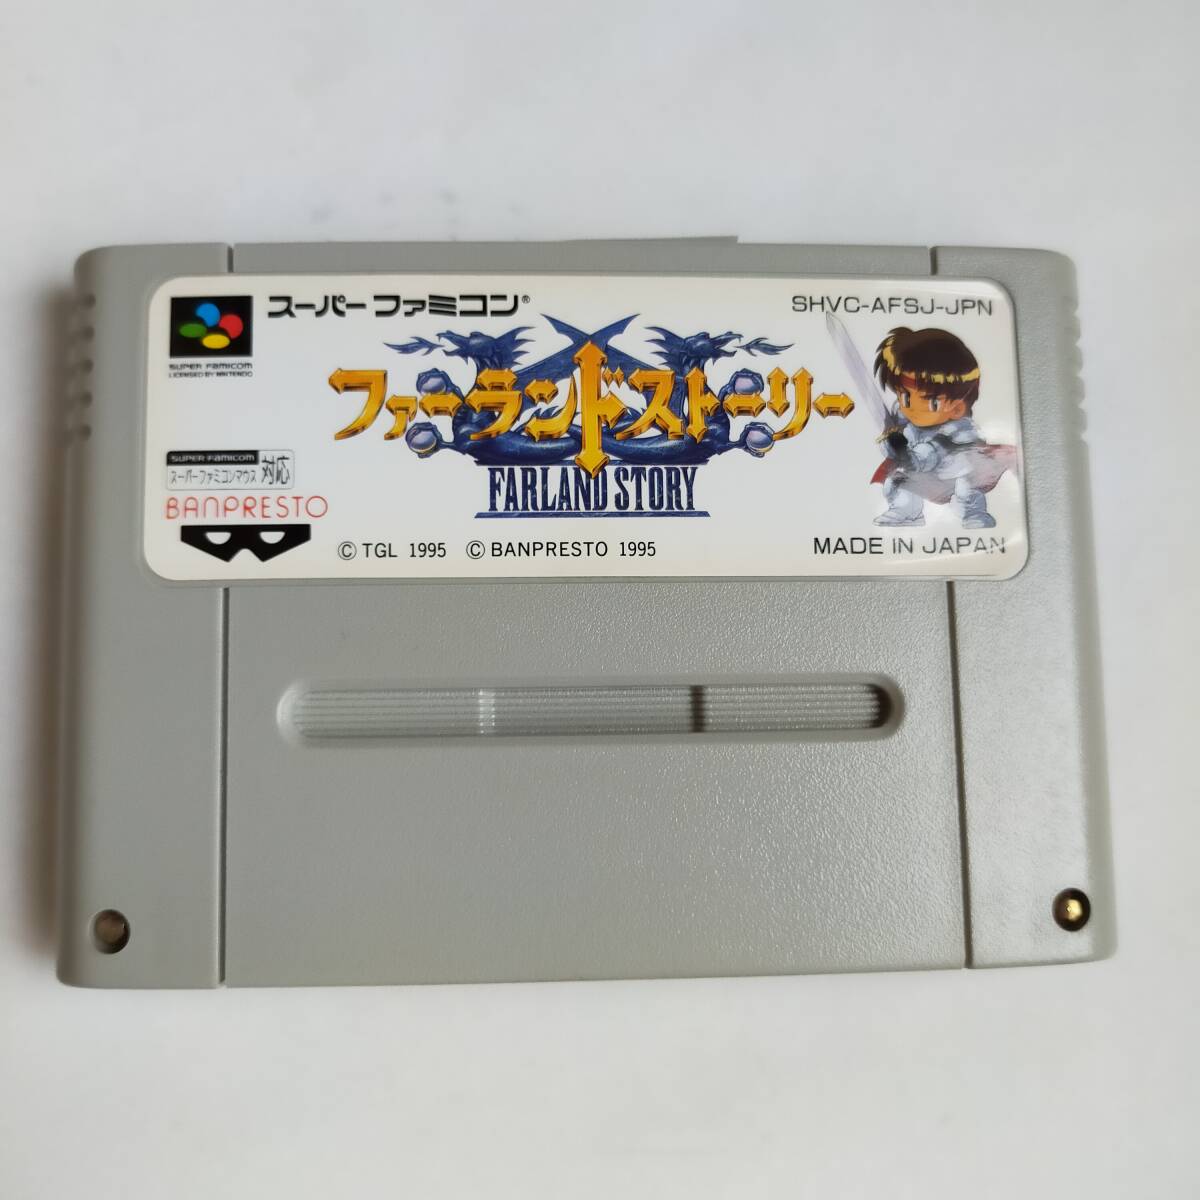 スーパーファミコン®
SHVC-AFSJ-JPN
SUPER FAMICOM
LICENSED BY NINTENDO
ファーランドストーリー
FARLAND STORY
SUPER FAMICOM
スーパーファミコンマウス 対応
BANPRESTO
© TGL 1995 © BANPRESTO 1995
MADE IN JAPAN